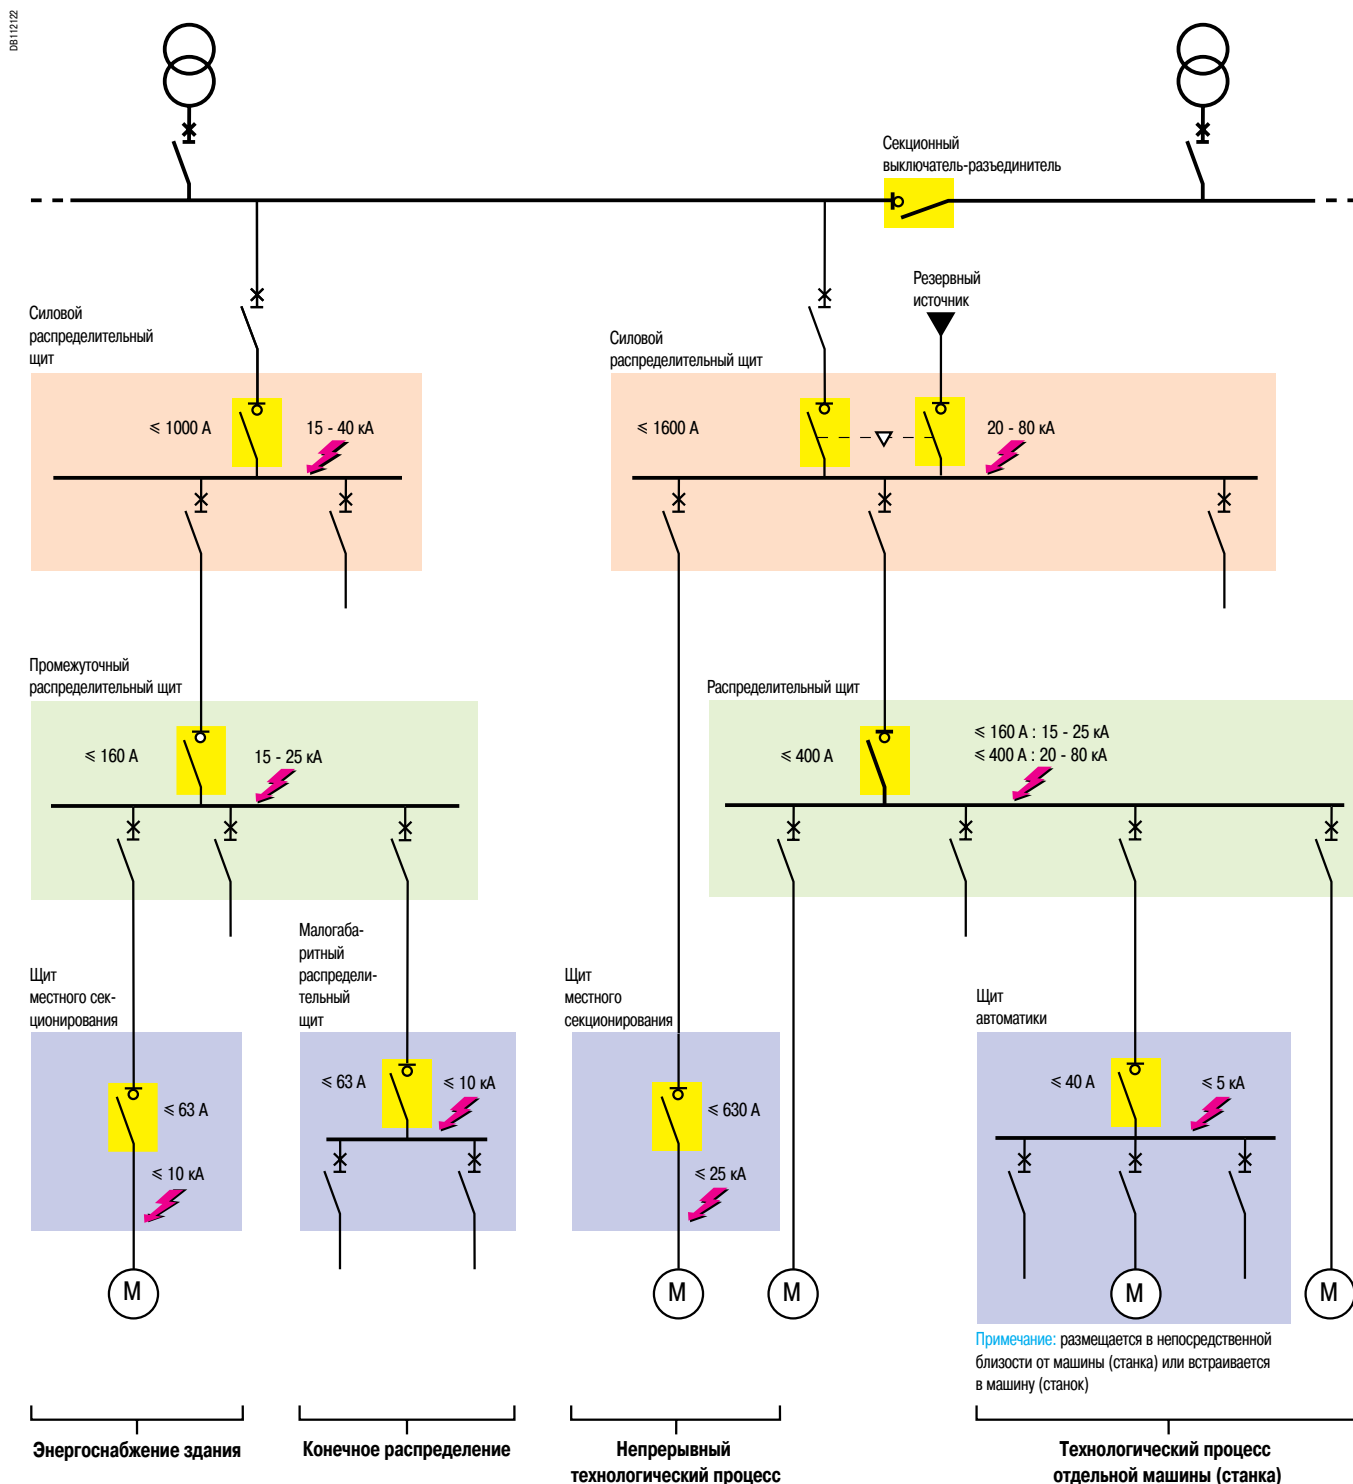 DB112122
Секционный
выключатель-разъединитель
Резервный
источник
Силовой
распределительный
щит
Силовой
распределительный щит
≤ 1000 А
15 - 40 кА
≤ 1600 А
20 - 80 кА
Промежуточный
распределительный щит
Распределительный щит
≤ 160 А
15 - 25 кА
≤ 400 А
≤ 160 А : 15 - 25 кА
≤ 400 А : 20 - 80 кА
Щит
местного сек-
ционирования
Малогаба-
ритный
распредели-
тельный
щит
Щит
местного
секционирования
Щит
автоматики
≤ 63 А
≤ 10 кА
≤ 63 А
≤ 10 кА
≤ 630 А
≤ 25 кА
≤ 40 А
≤ 5 кА
М
М
М
М
М
Примечание: размещается в непосредственной
близости от машины (станка) или встраивается
в машину (станок)
Энергоснабжение здания
Конечное распределение
Непрерывный
технологический процесс
Технологический процесс
отдельной машины (станка)